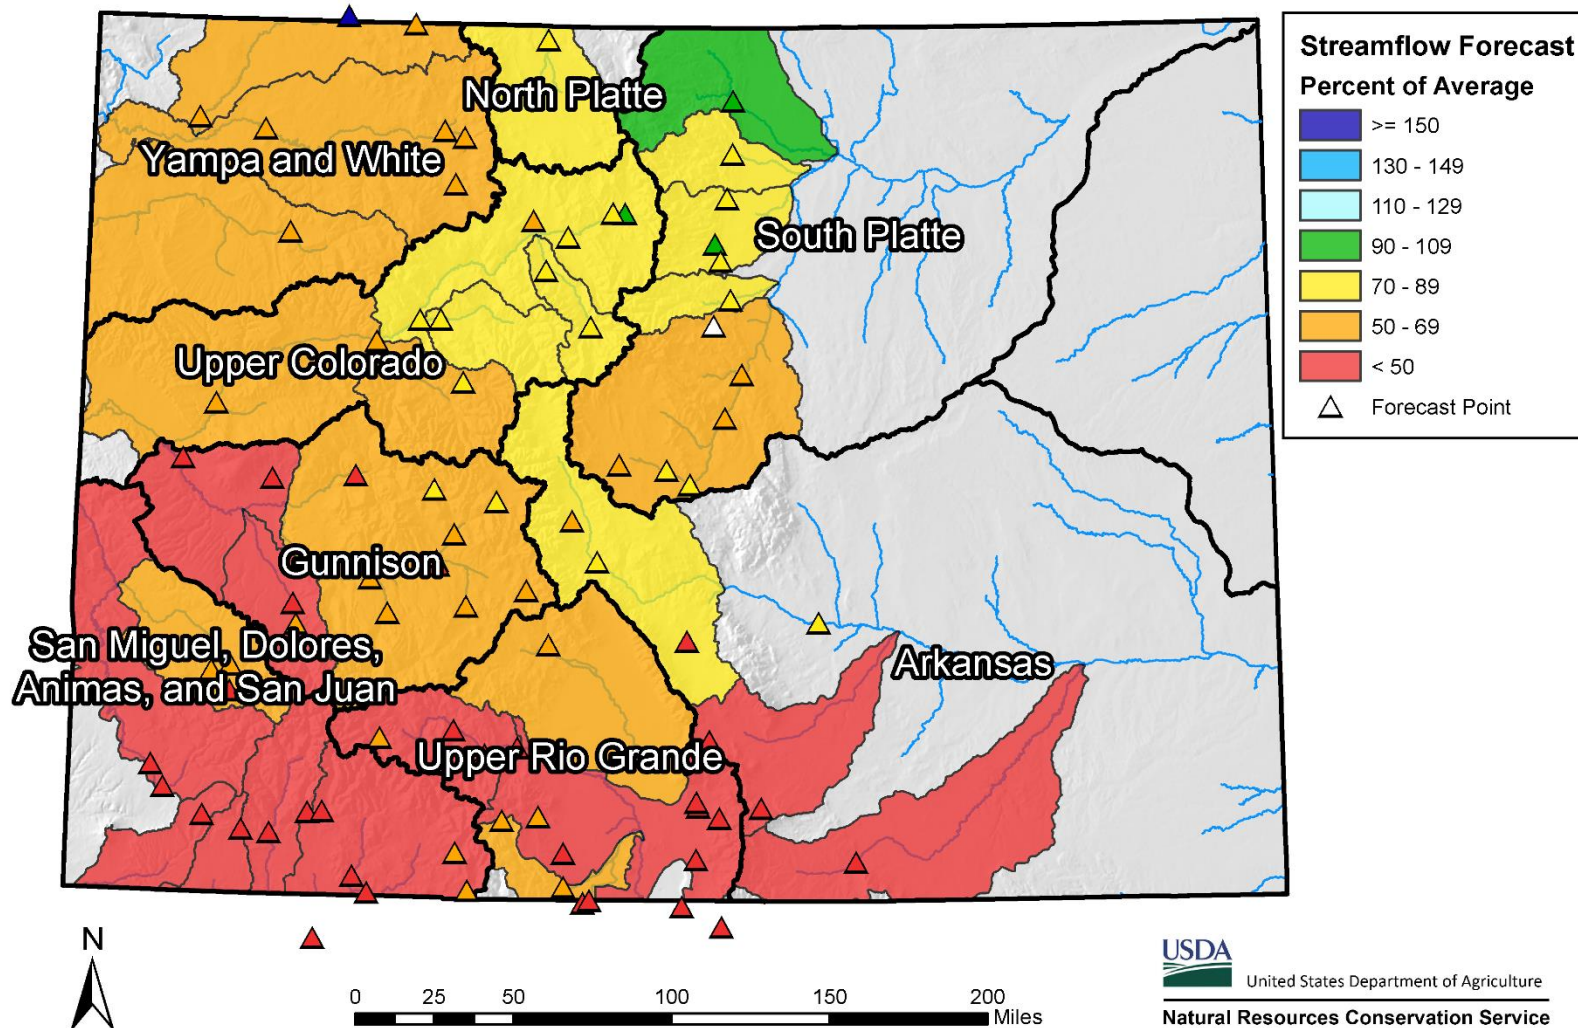 Streamflow Forecast
Percent of Average
>= 150
130 - 149
110 - 129
90 - 109
70 - 89
50 - 69
< 50
Forecast Point
North Platte
Yampa and White
South Platte
Upper Colorado
Gunnison
San Miguel, Dolores,
Animas, and San Juan
Arkansas
Upper Rio Grande
N
0 25 50 100 150 200
Miles
USDA
United States Department of Agriculture
Natural Resources Conservation Service